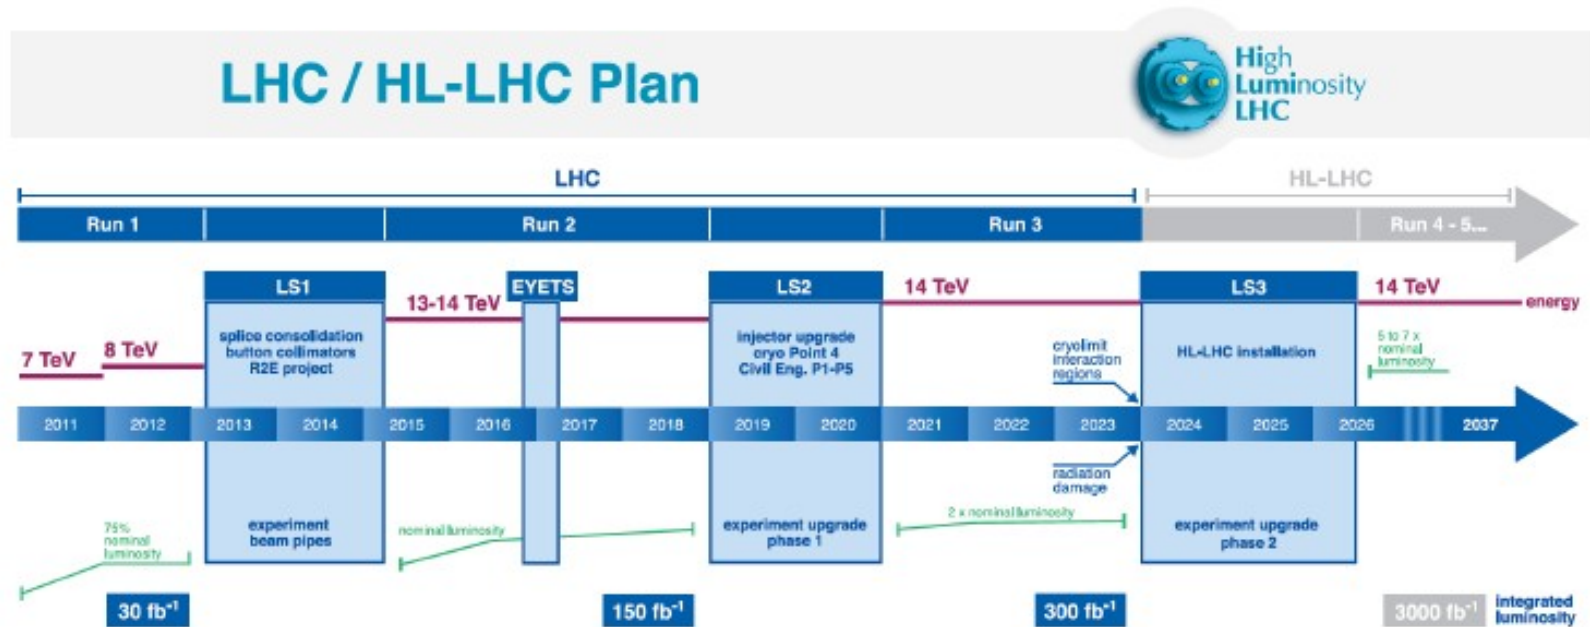 LHC / HL-LHC Plan
High
Luminosity
LHC
LHC
HL-LHC
Run 1
Run 2
Run 3
Run 4 - 5...
LS1
EYETS
LS2
14 TeV
LS3
14 TeV
energy
13-14 TeV
7 TeV
8 TeV
splice consolidation
button collimators
R2E project
injector upgrade
cryo Point 4
Civil Eng. P1-P5
cryolimit
interaction
regions
HL-LHC installation
5 to 7 x
nominal
luminosity
2011 2012 2013 2014 2015 2016 2017 2018 2019 2020 2021 2022 2023 2024 2025 2026 2037
radiation
damage
75%
nominal
luminosity
experiment
beam pipes
nominal luminosity
experiment upgrade
phase 1
2 x nominal luminosity
experiment upgrade
phase 2
30 fb⁻¹
150 fb⁻¹
300 fb⁻¹
3000 fb⁻¹
integrated
luminosity